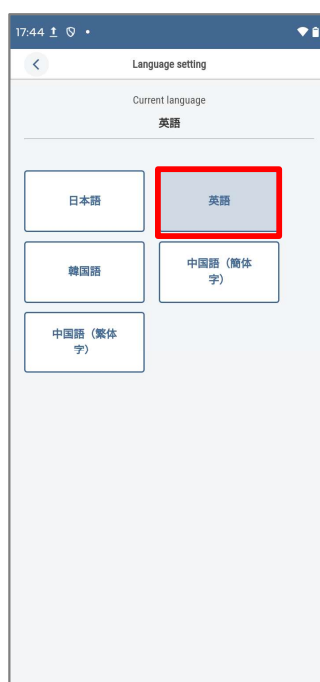 17:44
Language setting
Current language
英語
日本語
英語
韓国語
中国語（簡体
字）
中国語（繁体
字）